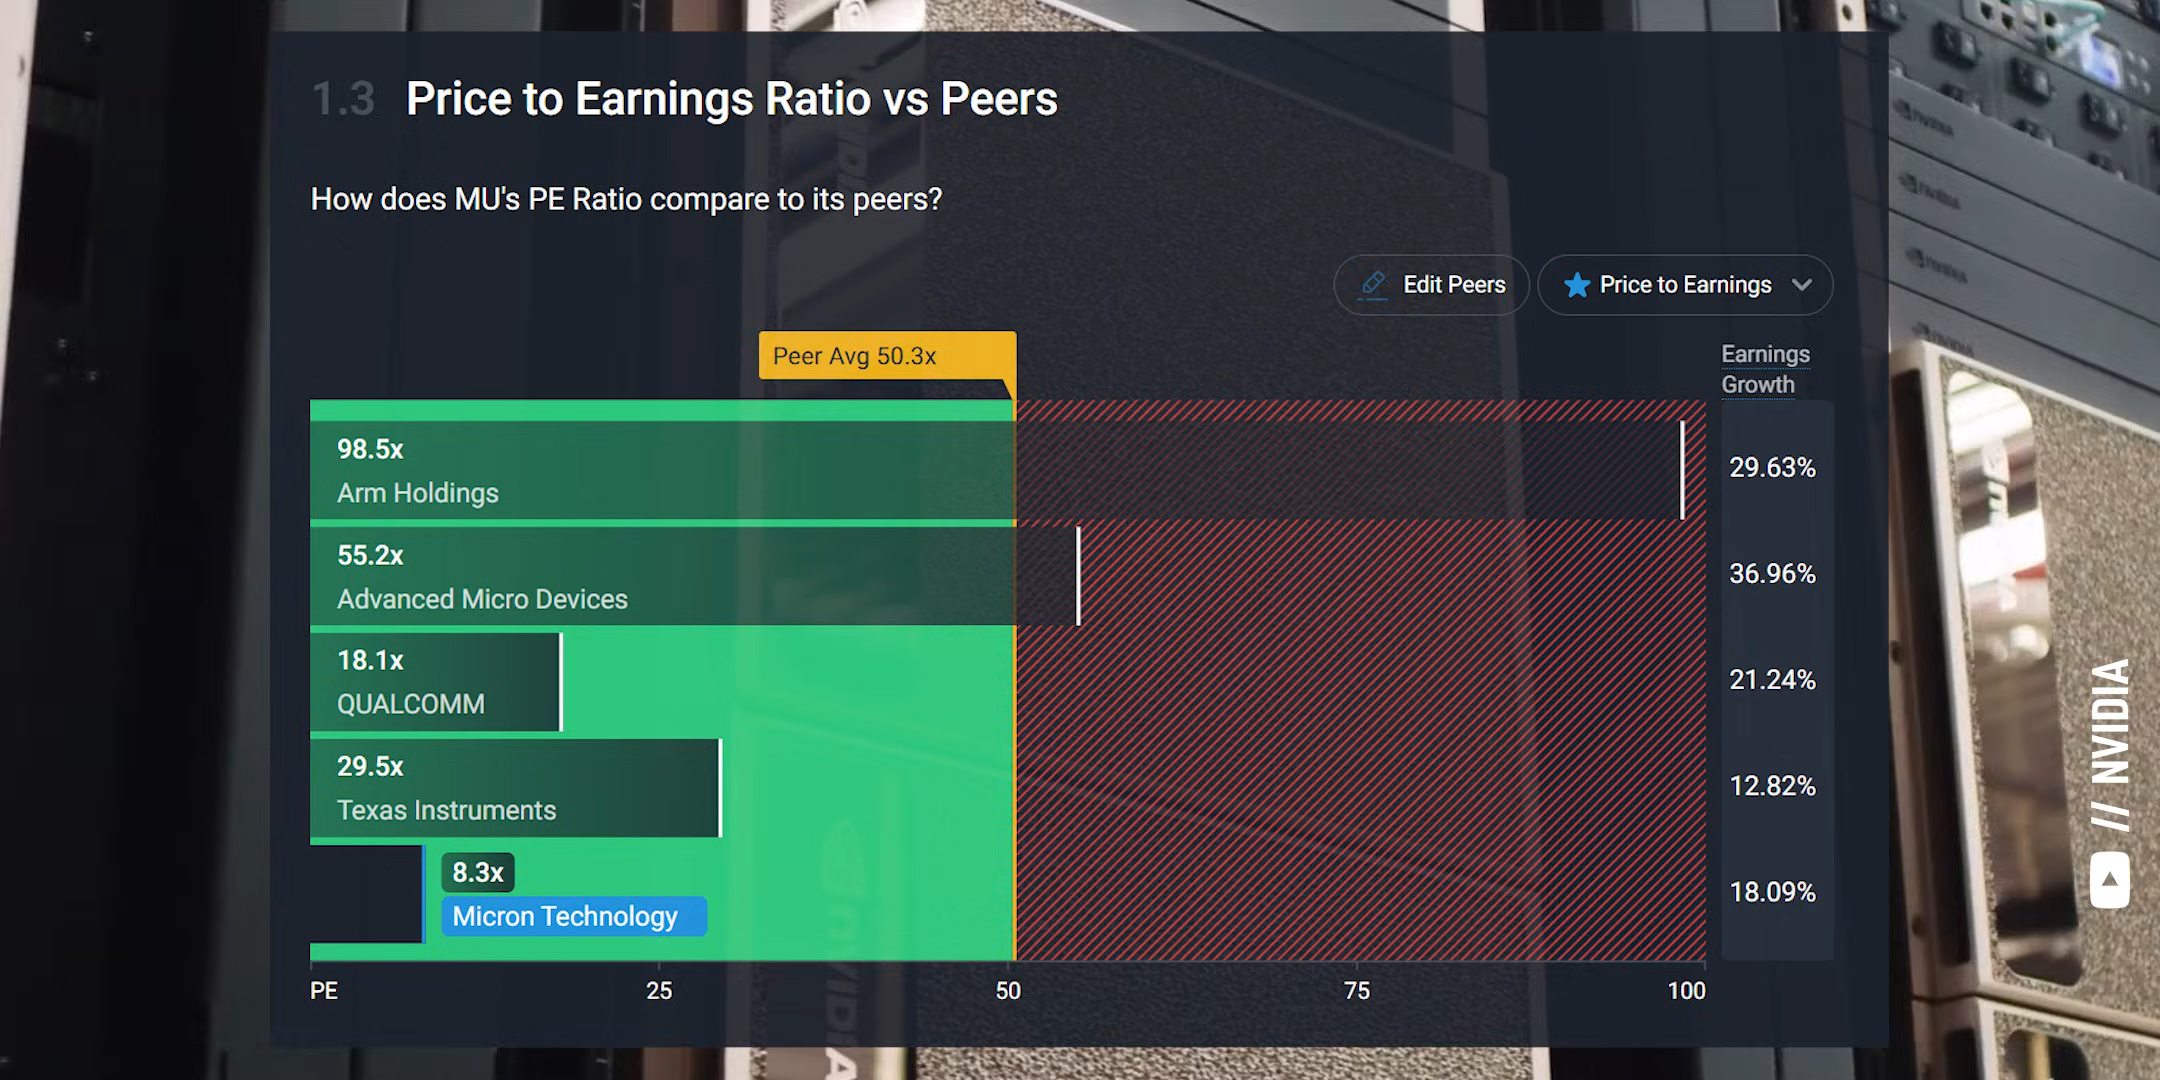 1.3 Price to Earnings Ratio vs Peers
How does MU's PE Ratio compare to its peers?
Edit Peers
Price to Earnings
Peer Avg 50.3x
Earnings
Growth
98.5x
Arm Holdings
29.63%
55.2x
Advanced Micro Devices
36.96%
18.1x
QUALCOMM
21.24%
29.5x
Texas Instruments
12.82%
8.3x
Micron Technology
18.09%
PE 25 50 75 100
// NVIDIA
nVIDIA
nVIDIA
nVIDIA